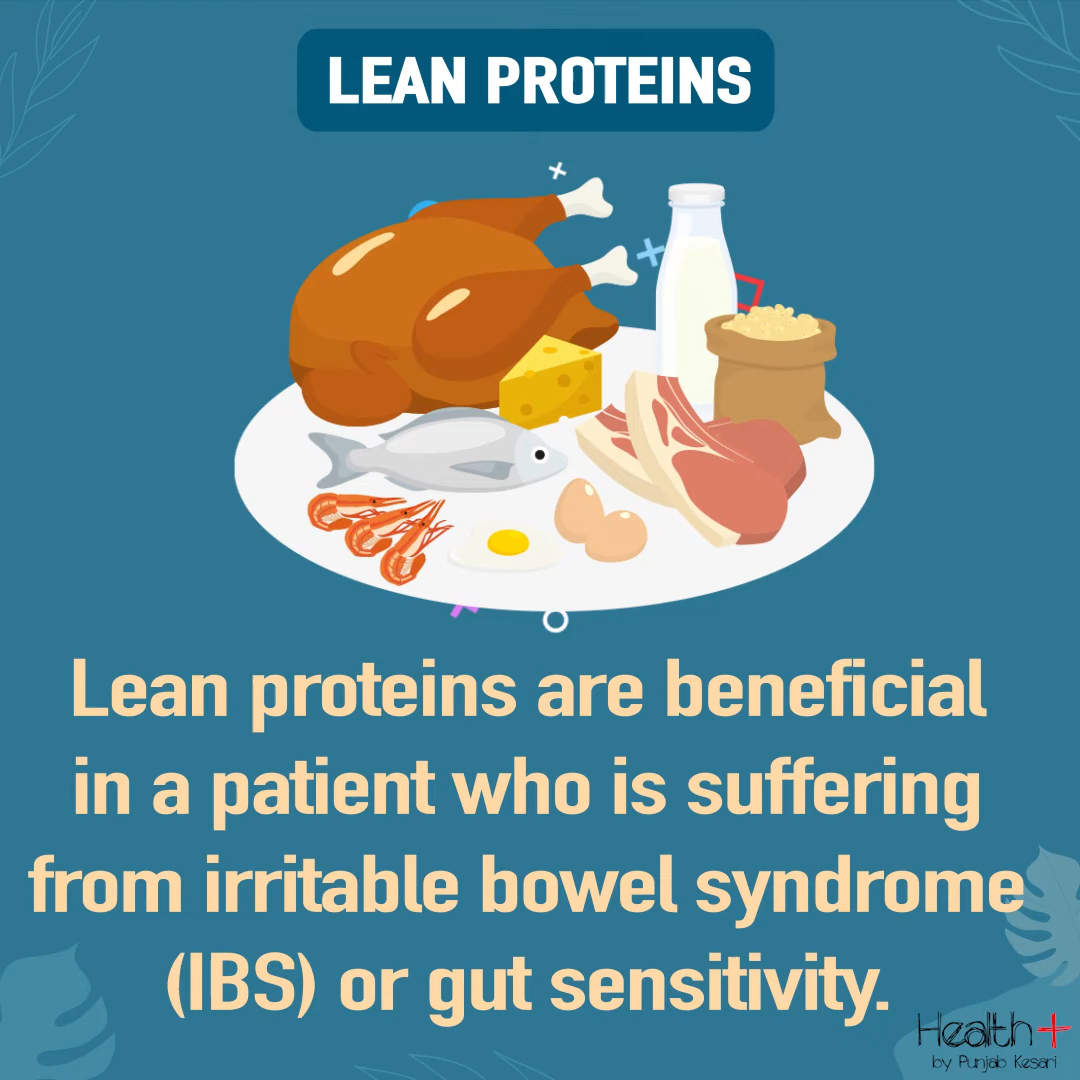 LEAN PROTEINS
Lean proteins are beneficial
in a patient who is suffering
from irritable bowel syndrome
(IBS) or gut sensitivity.
Health+
by Punjab Kesari